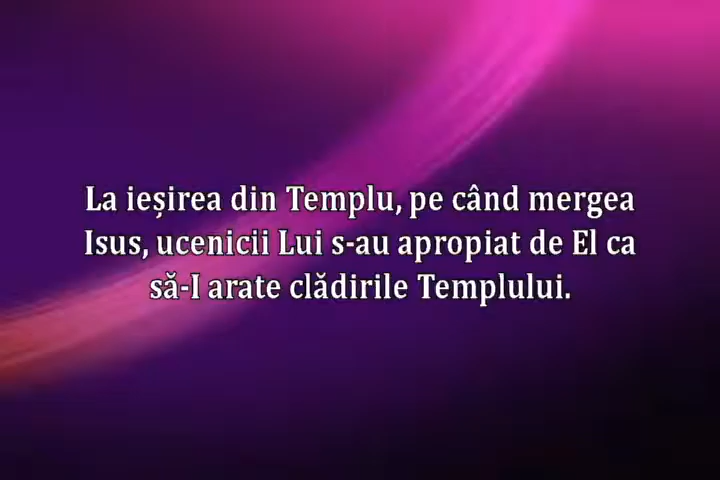 La ieșirea din Templu, pe când mergea
Isus, ucenicii Lui s-au apropiat de El ca
să-I arate clădirile Templului.